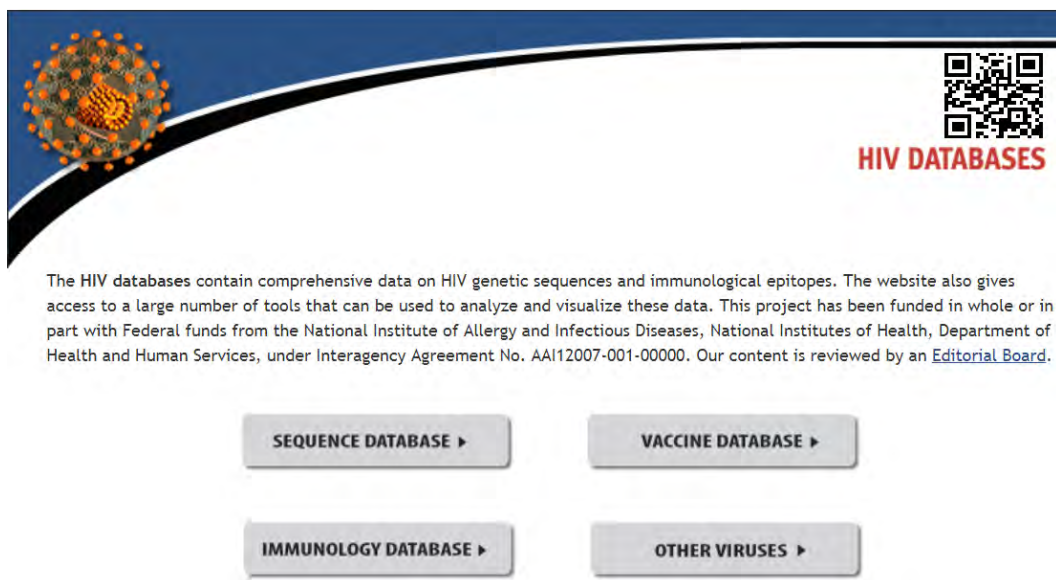 HIV DATABASES
The HIV databases contain comprehensive data on HIV genetic sequences and immunological epitopes. The website also gives
access to a large number of tools that can be used to analyze and visualize these data. This project has been funded in whole or in
part with Federal funds from the National Institute of Allergy and Infectious Diseases, National Institutes of Health, Department of
Health and Human Services, under Interagency Agreement No. AAI12007-001-00000. Our content is reviewed by an Editorial Board.
SEQUENCE DATABASE ▸
VACCINE DATABASE ▸
IMMUNOLOGY DATABASE ▸
OTHER VIRUSES ▸